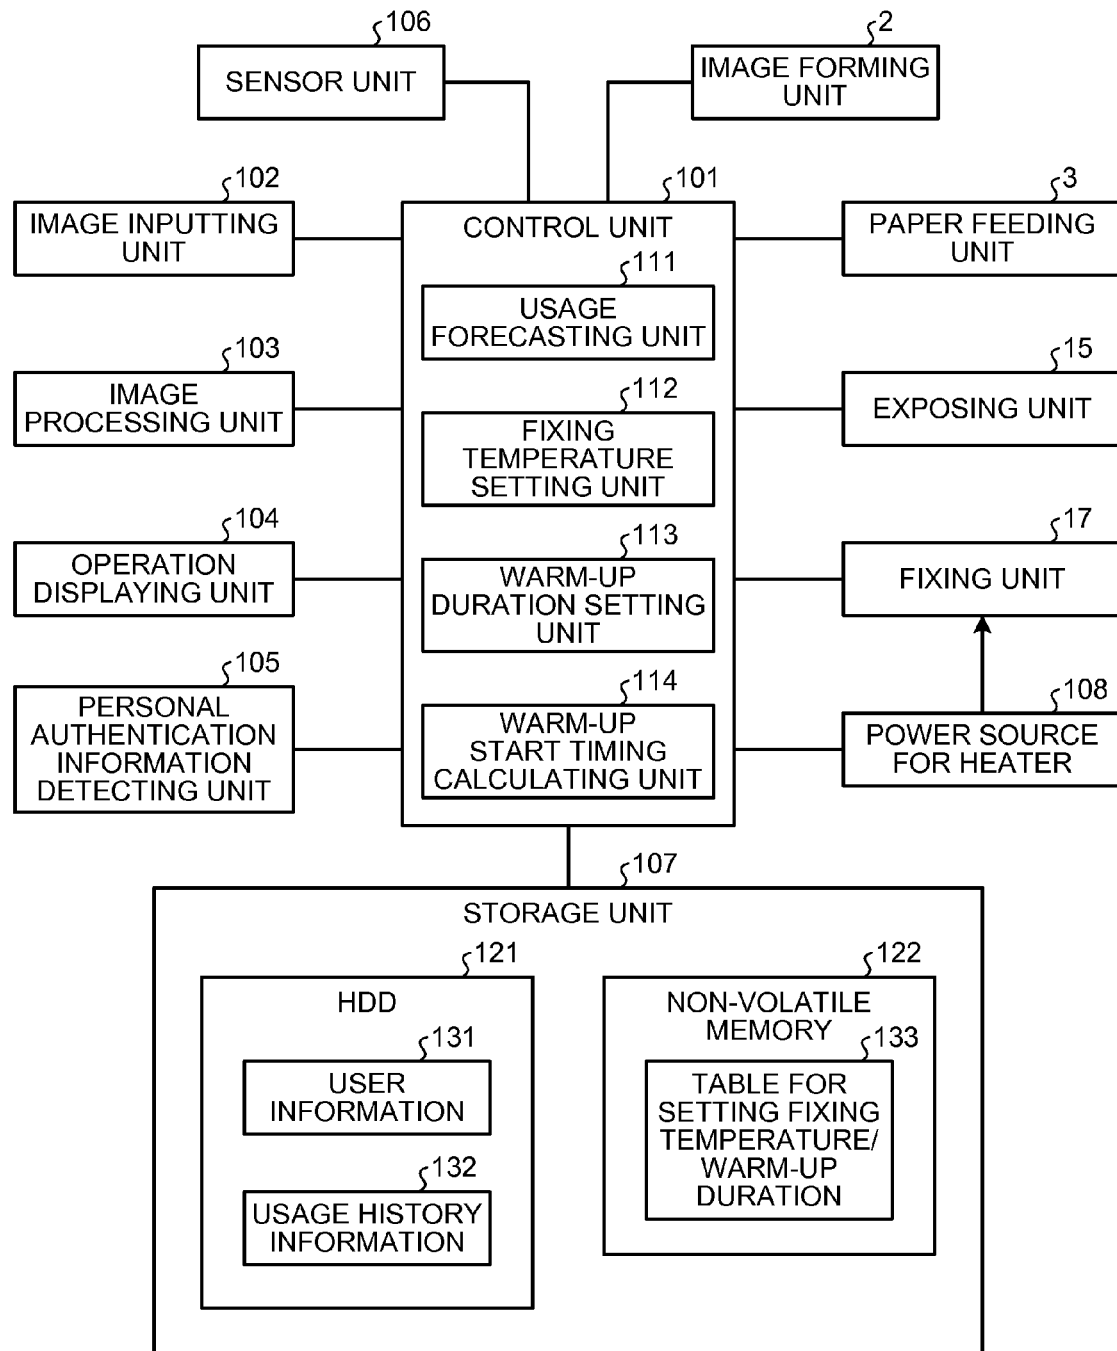 106
SENSOR UNIT
2
IMAGE FORMING
UNIT
102
IMAGE INPUTTING
UNIT
101
CONTROL UNIT
3
PAPER FEEDING
UNIT
111
USAGE
FORECASTING UNIT
103
IMAGE
PROCESSING UNIT
112
FIXING
TEMPERATURE
SETTING UNIT
15
EXPOSING UNIT
104
OPERATION
DISPLAYING UNIT
113
WARM-UP
DURATION SETTING
UNIT
17
FIXING UNIT
105
PERSONAL
AUTHENTICATION
INFORMATION
DETECTING UNIT
114
WARM-UP
START TIMING
CALCULATING UNIT
108
POWER SOURCE
FOR HEATER
107
STORAGE UNIT
121
HDD
131
USER
INFORMATION
132
USAGE HISTORY
INFORMATION
122
NON-VOLATILE
MEMORY
133
TABLE FOR
SETTING FIXING
TEMPERATURE/
WARM-UP
DURATION